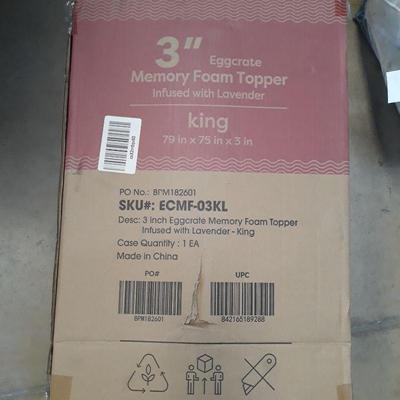 3" Eggcrate
Memory Foam Topper
Infused with Lavender
king
79 in x 75 in x 3 in
PO No.: BPM182601
SKU#: ECMF-03KL
Desc: 3 inch Eggcrate Memory Foam Topper
Infused with Lavender - King
Case Quantity : 1 EA
Made in China
PO# UPC
BPM182601 842165189288